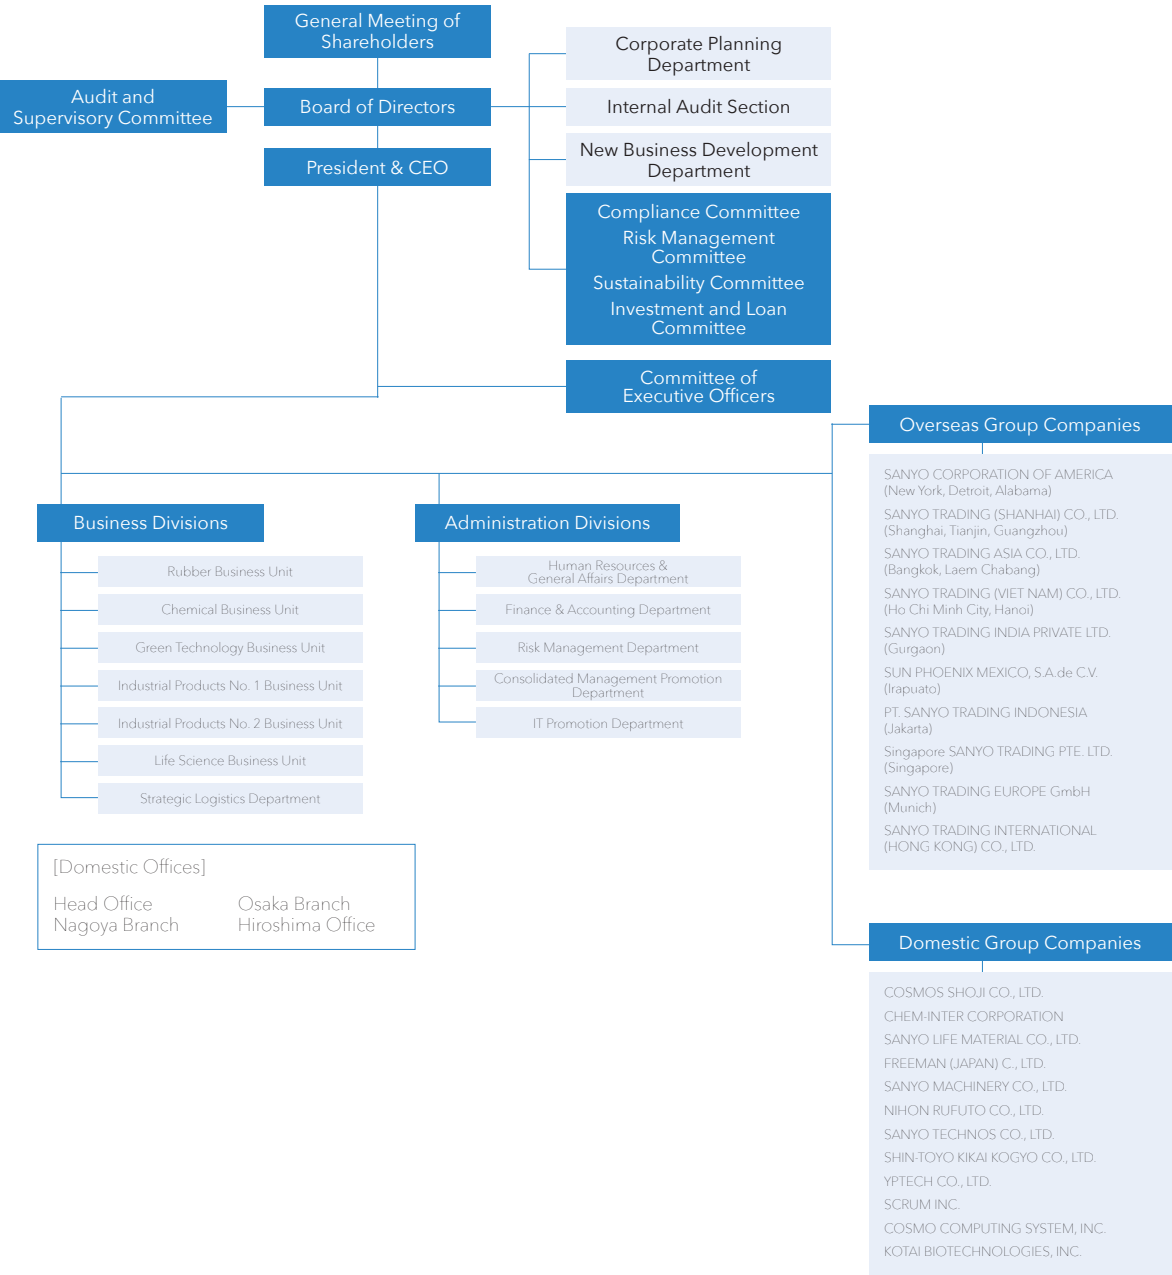 General Meeting of
Shareholders
Audit and
Supervisory Committee
Board of Directors
President & CEO
Corporate Planning
Department
Internal Audit Section
New Business Development
Department
Compliance Committee
Risk Management
Committee
Sustainability Committee
Investment and Loan
Committee
Committee of
Executive Officers
Business Divisions
Rubber Business Unit
Chemical Business Unit
Green Technology Business Unit
Industrial Products No. 1 Business Unit
Industrial Products No. 2 Business Unit
Life Science Business Unit
Strategic Logistics Department
Administration Divisions
Human Resources &
General Affairs Department
Finance & Accounting Department
Risk Management Department
Consolidated Management Promotion
Department
IT Promotion Department
[Domestic Offices]
Head Office
Osaka Branch
Nagoya Branch
Hiroshima Office
Overseas Group Companies
SANYO CORPORATION OF AMERICA
(New York, Detroit, Alabama)
SANYO TRADING (SHANHAI) CO., LTD.
(Shanghai, Tianjin, Guangzhou)
SANYO TRADING ASIA CO., LTD.
(Bangkok, Laem Chabang)
SANYO TRADING (VIET NAM) CO., LTD.
(Ho Chi Minh City, Hanoi)
SANYO TRADING INDIA PRIVATE LTD.
(Gurgaon)
SUN PHOENIX MEXICO, S.A.de C.V.
(Irapuato)
PT. SANYO TRADING INDONESIA
(Jakarta)
Singapore SANYO TRADING PTE. LTD.
(Singapore)
SANYO TRADING EUROPE GmbH
(Munich)
SANYO TRADING INTERNATIONAL
(HONG KONG) CO., LTD.
Domestic Group Companies
COSMOS SHOJI CO., LTD.
CHEM-INTER CORPORATION
SANYO LIFE MATERIAL CO., LTD.
FREEMAN (JAPAN) C., LTD.
SANYO MACHINERY CO., LTD.
NIHON RUFUTO CO., LTD.
SANYO TECHNOS CO., LTD.
SHIN-TOYO KIKAI KOGYO CO., LTD.
YPTECH CO., LTD.
SCRUM INC.
COSMO COMPUTING SYSTEM, INC.
KOTAI BIOTECHNOLOGIES, INC.